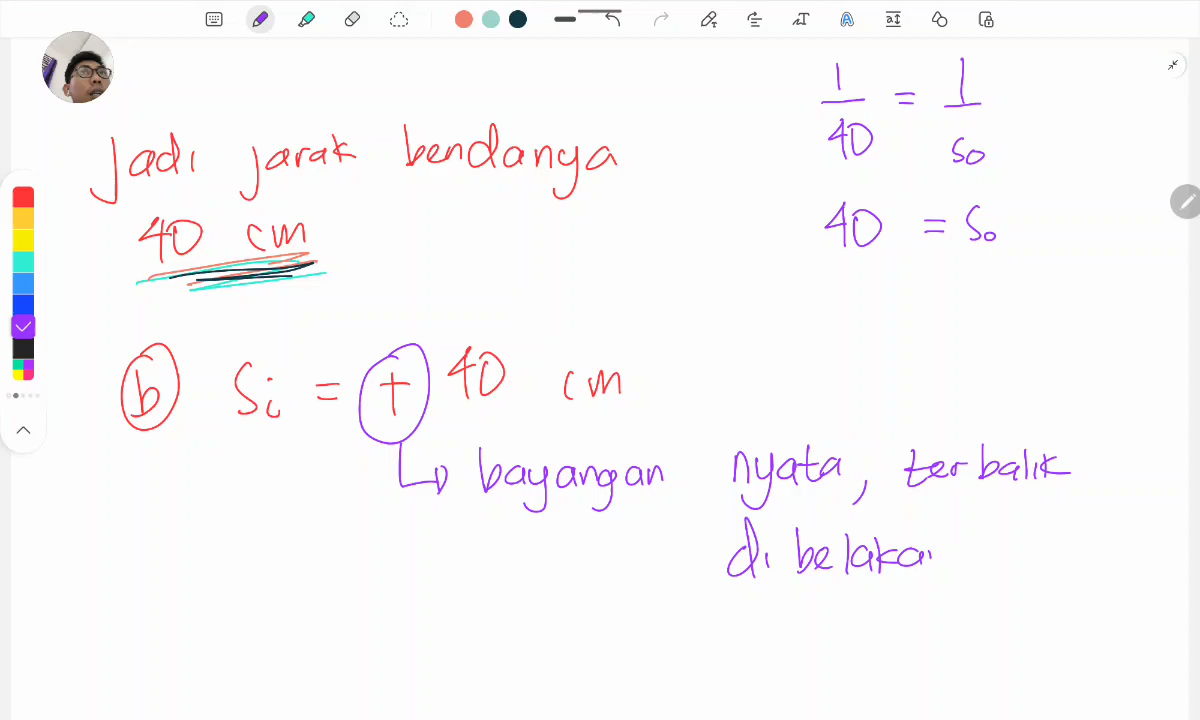 1/40 = 1/So
Jadi jarak bendanya
40 cm
40 = So
b Si = + 40 cm
↳ bayangan nyata, terbalik
di belaka